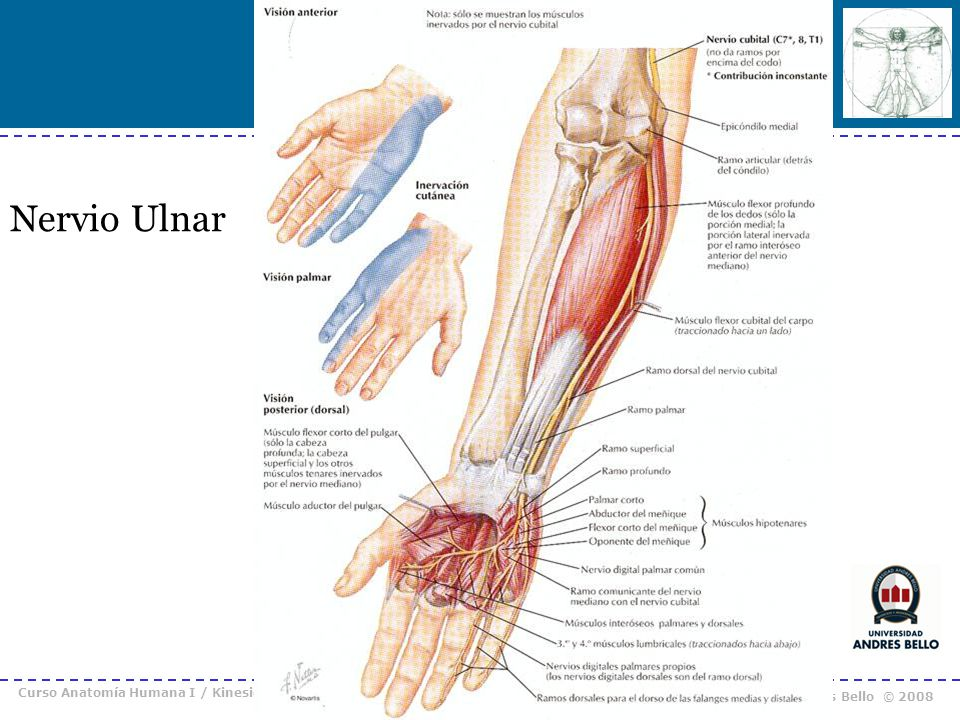 Visión anterior
Nota: sólo se muestran los músculos
inervados por el nervio cubital
Nervio cubital (C7*, 8, T1)
(no da ramos por
encima del codo)
* Contribución inconstante
Epicóndilo medial
Ramo articular (detrás
del cóndilo)
Inervación
cutánea
Nervio Ulnar
Músculo flexor profundo
de los dedos (sólo la
porción medial; la
porción lateral inervada
por el ramo interóseo
anterior del nervio
mediano)
Visión palmar
Músculo flexor cubital del carpo
(traccionado hacia un lado)
Ramo dorsal del nervio cubital
Visión
posterior (dorsal)
Ramo palmar
Músculo flexor corto del pulgar
(sólo la cabeza
profunda; la cabeza
superficial y los otros
músculos tenares inervados
por el nervio mediano)
Ramo superficial
Ramo profundo
Músculo aductor del pulgar
Palmar corto
Abductor del meñique
Flexor corto del meñique
Oponente del meñique
Músculos hipotenares
Nervio digital palmar común
Ramo comunicante del nervio
mediano con el nervio cubital
Músculos interóseos palmares y dorsales
3.er y 4.º músculos lumbricales (traccionados hacia abajo)
Nervios digitales palmares propios
(los nervios digitales dorsales son del ramo dorsal)
Ramos dorsales para el dorso de las falanges medias y distales
© Novartis
UNIVERSIDAD
ANDRES BELLO
Curso Anatomía Humana I / Kinesio
Bello © 2008